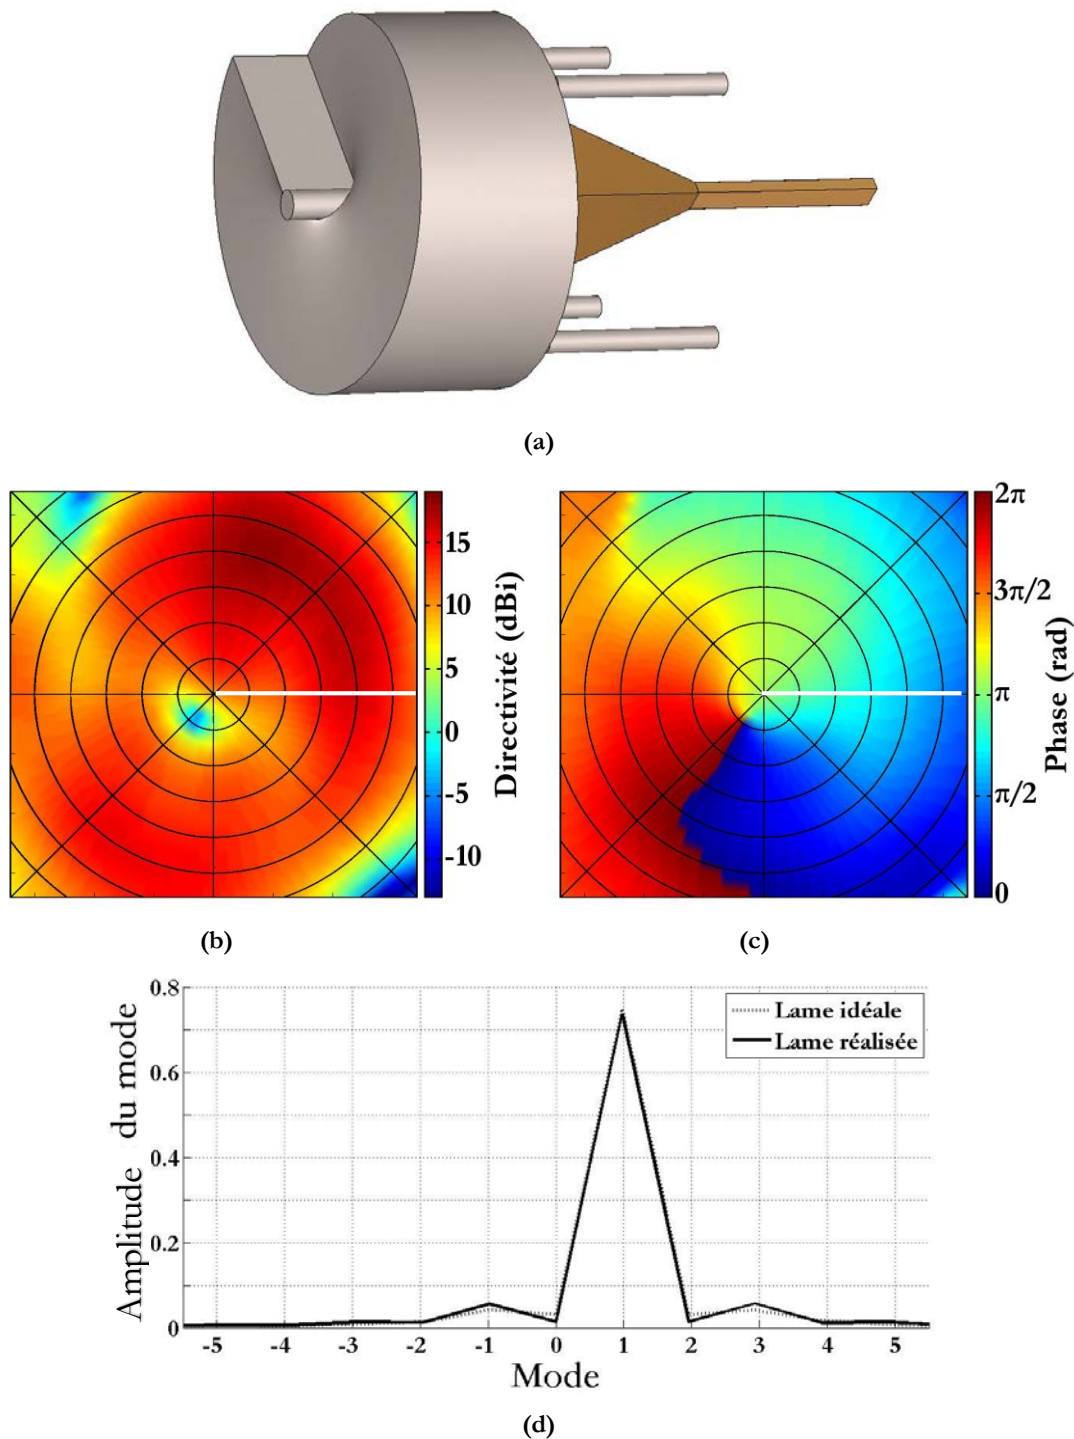 (a)
15
10
5
0
-5
-10
Directivité (dBi)
2π
3π/2
π
π/2
0
Phase (rad)
(b)
(c)
Amplitude du mode
0.8
0.6
0.4
0.2
0
Lame idéale
Lame réalisée
-5 -4 -3 -2 -1 0 1 2 3 4 5
Mode
(d)